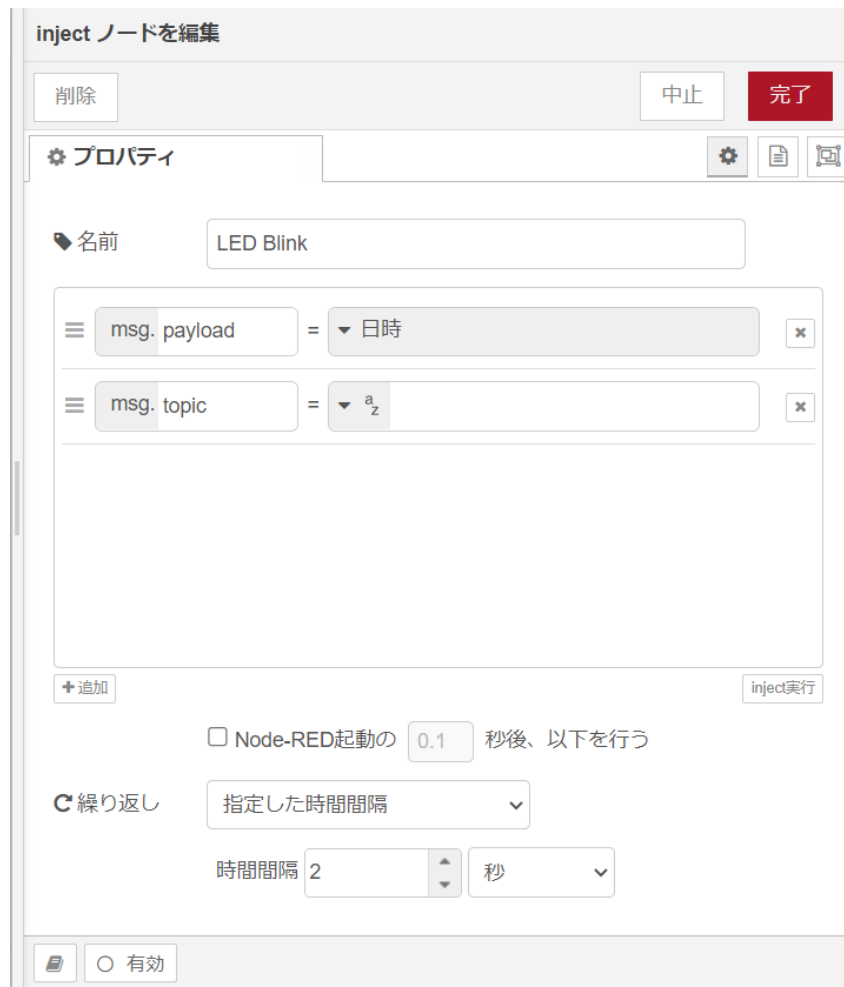 inject ノードを編集
削除 中止 完了
プロパティ
名前 LED Blink
msg. payload = 日時
msg. topic = az
+追加 inject実行
Node-RED起動の 0.1 秒後、以下を行う
繰り返し 指定した時間間隔
時間間隔 2 秒
有効